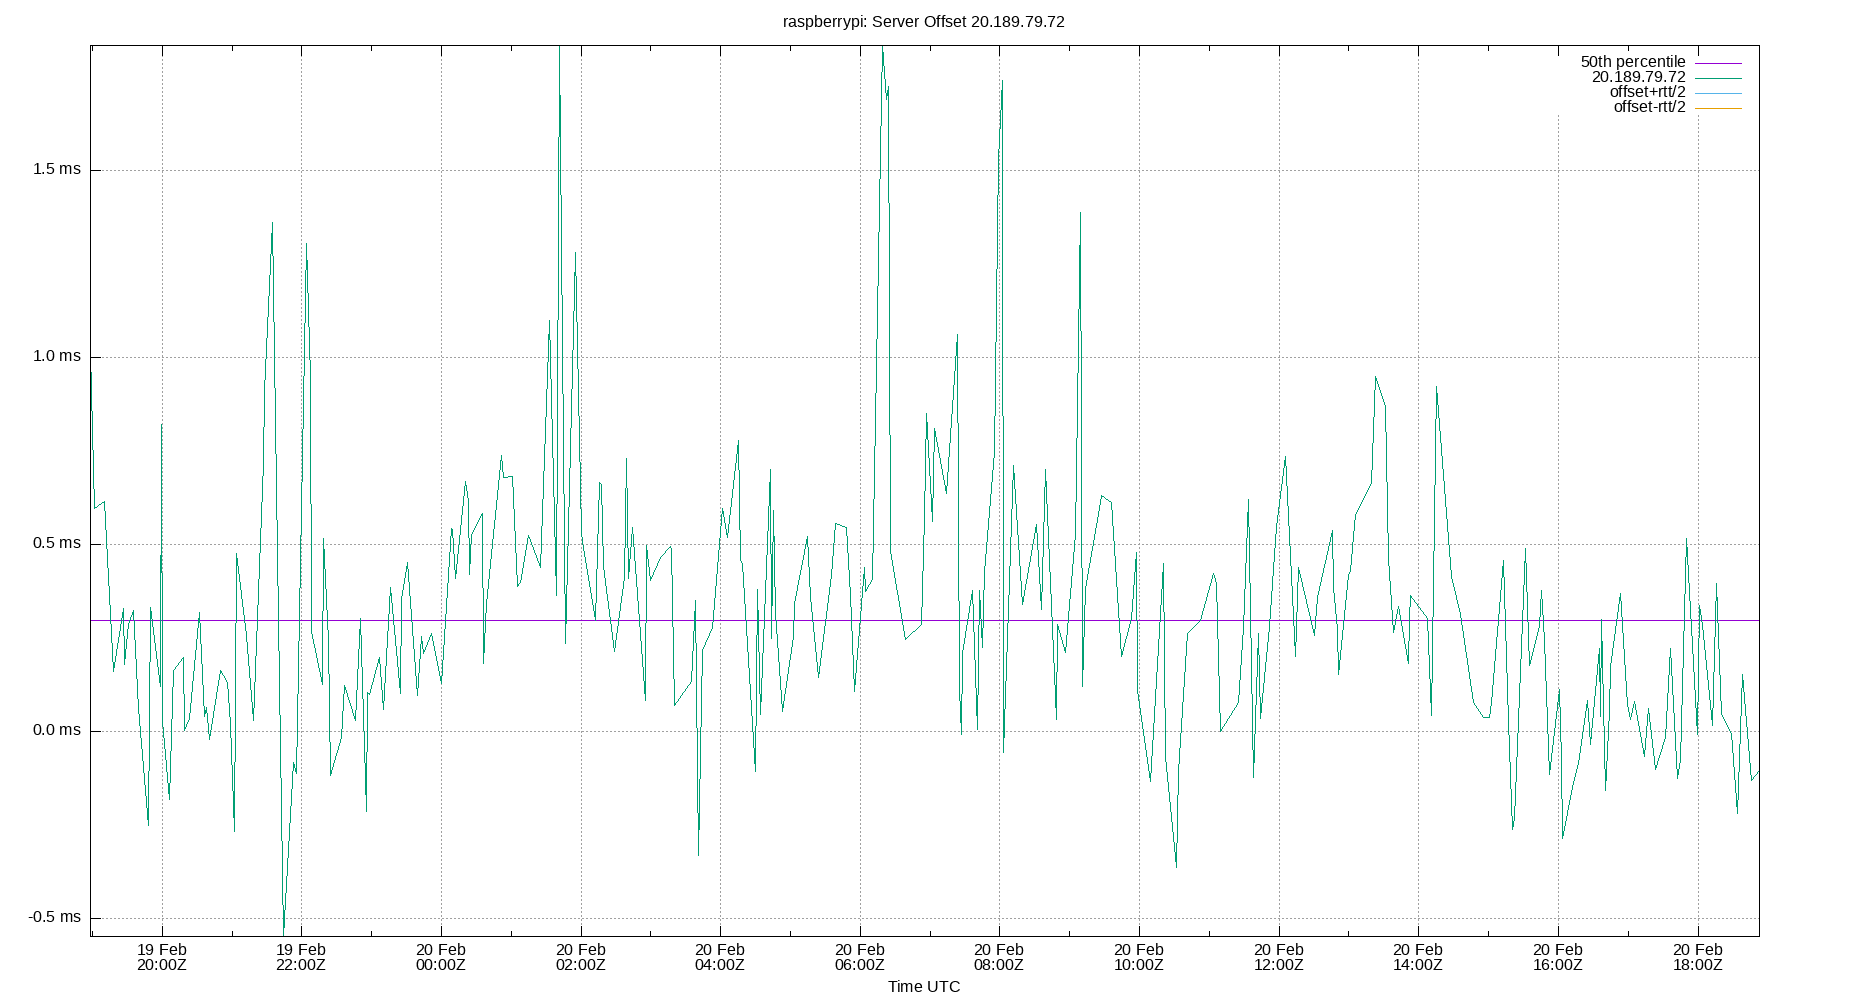 raspberrypi: Server Offset 20.189.79.72
50th percentile
20.189.79.72
offset+rtt/2
offset-rtt/2
1.5 ms
1.0 ms
0.5 ms
0.0 ms
-0.5 ms
19 Feb 19 Feb 20 Feb 20 Feb 20 Feb 20 Feb 20 Feb 20 Feb 20 Feb 20 Feb 20 Feb 20 Feb
20:00Z 22:00Z 00:00Z 02:00Z 04:00Z 06:00Z 08:00Z 10:00Z 12:00Z 14:00Z 16:00Z 18:00Z
Time UTC